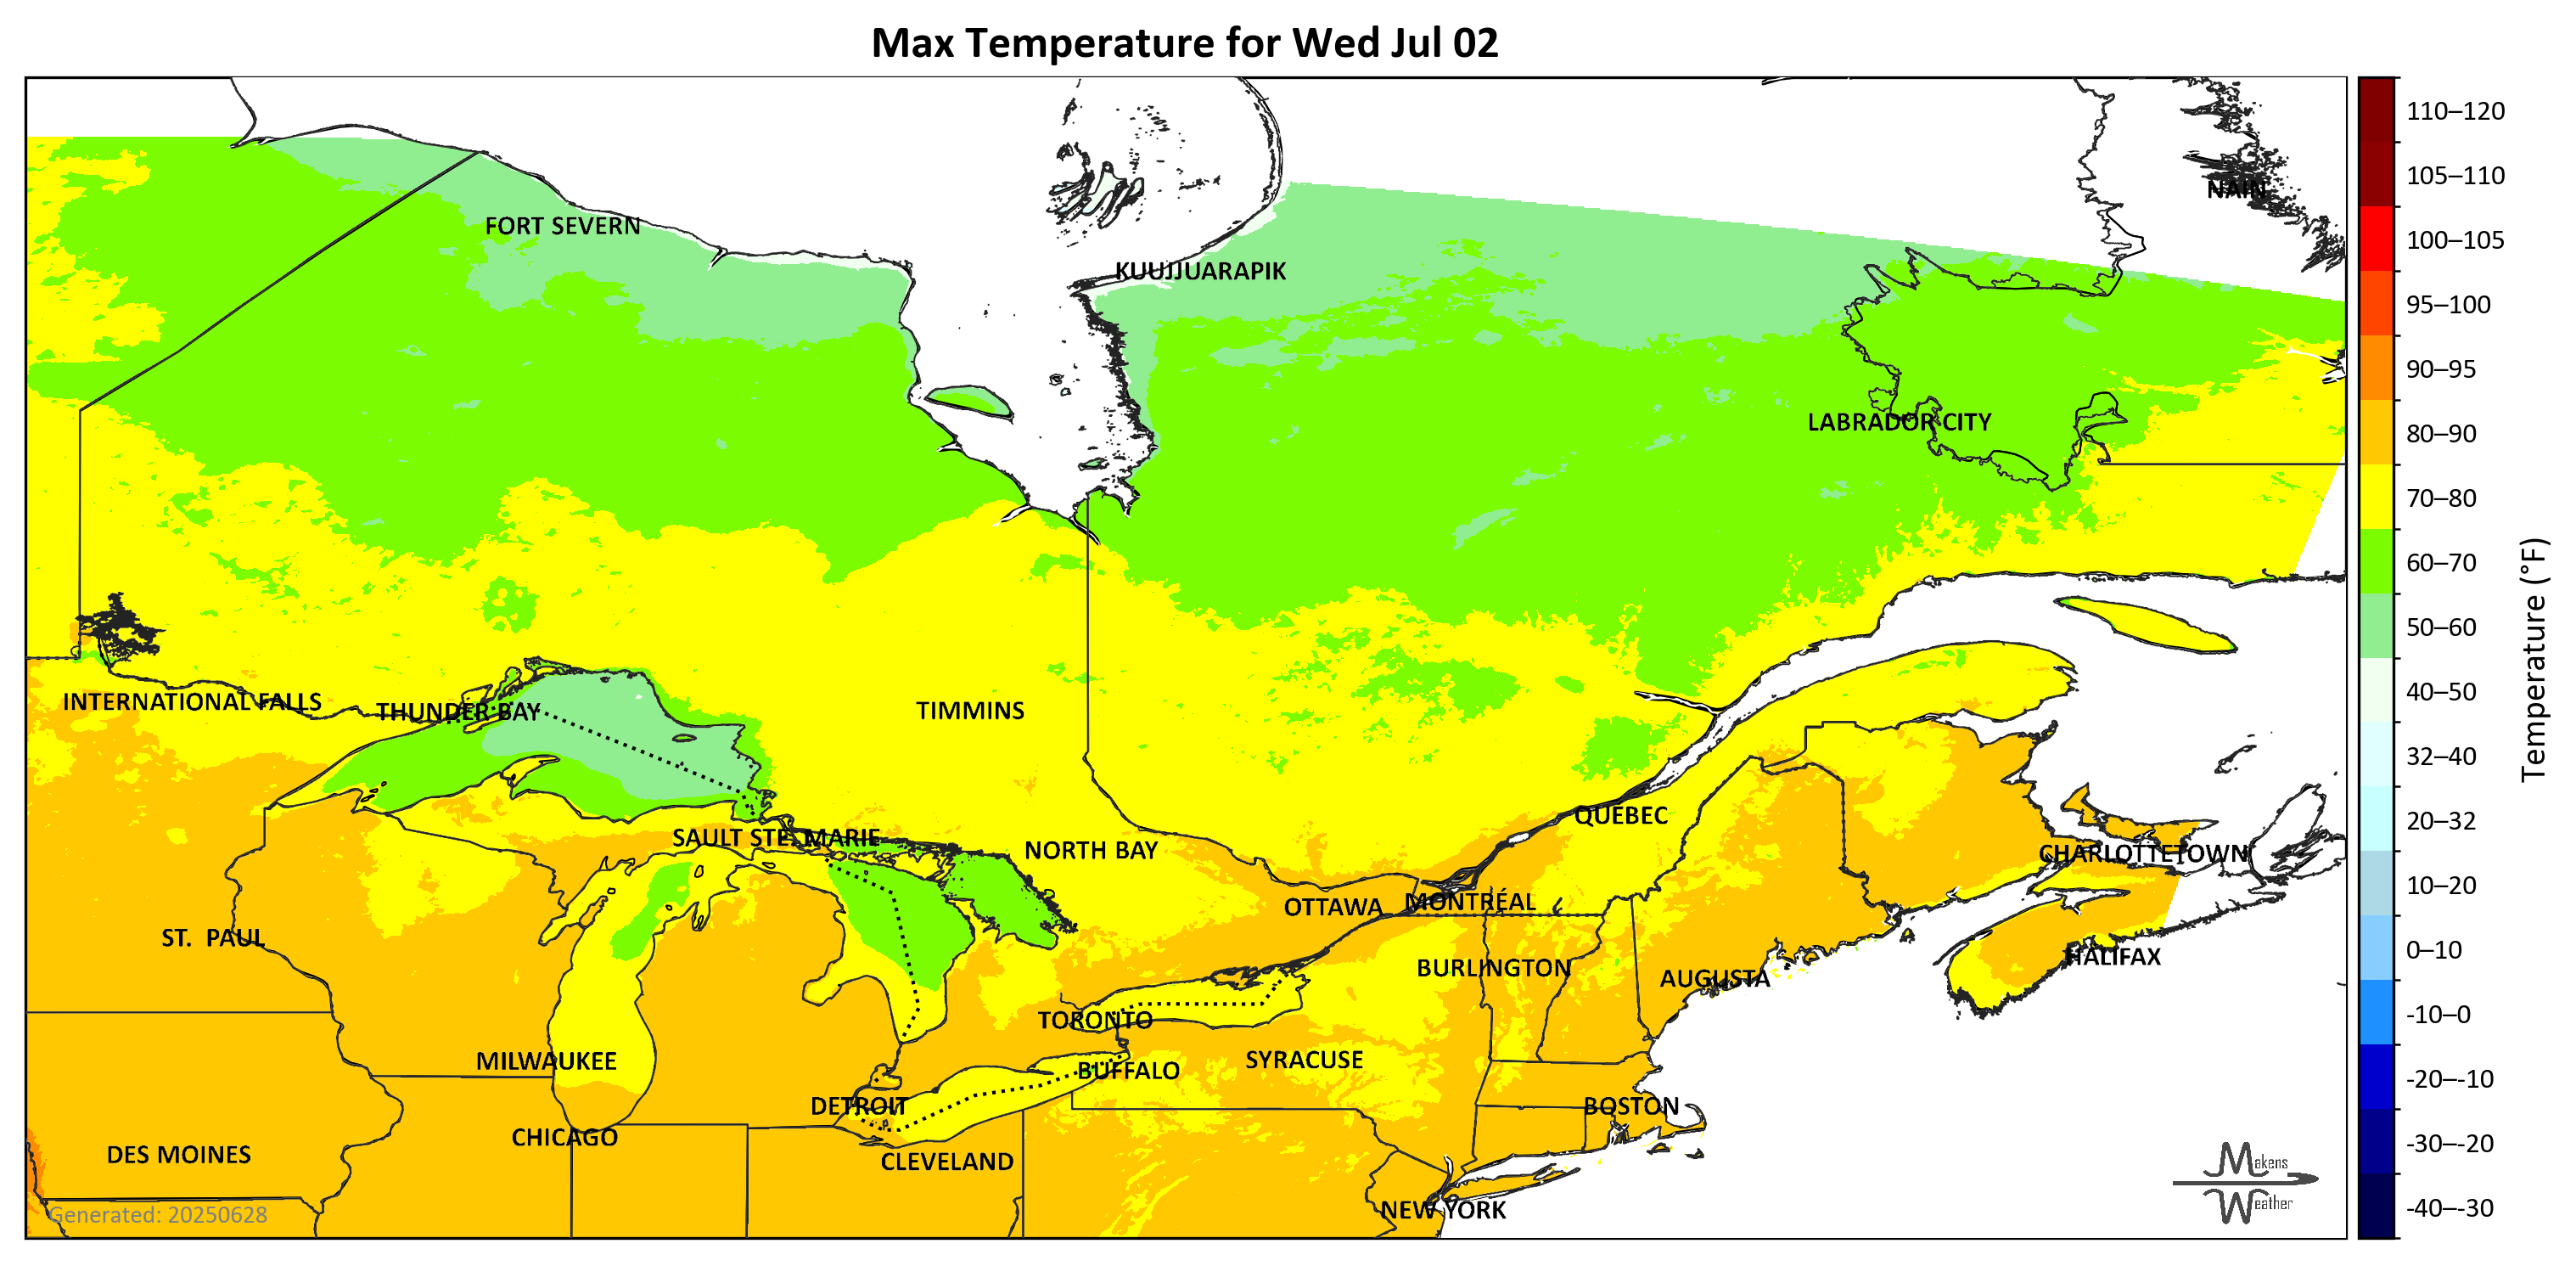 Max Temperature for Wed Jul 02
NAIN
FORT SEVERN
KUUJJUARAPIK
LABRADOR CITY
INTERNATIONAL FALLS
THUNDER BAY
TIMMINS
QUEBEC
SAULT STE. MARIE
NORTH BAY
CHARLOTTETOWN
OTTAWA
MONTRÉAL
ST.  PAUL
HALIFAX
BURLINGTON
AUGUSTA
TORONTO
MILWAUKEE
SYRACUSE
BUFFALO
DETROIT
BOSTON
CHICAGO
DES MOINES
CLEVELAND
NEW YORK
Generated: 20250628
Makens
Weather
110–120
105–110
100–105
95–100
90–95
80–90
70–80
60–70
50–60
40–50
32–40
20–32
10–20
0–10
-10–0
-20–-10
-30–-20
-40–-30
Temperature (°F)